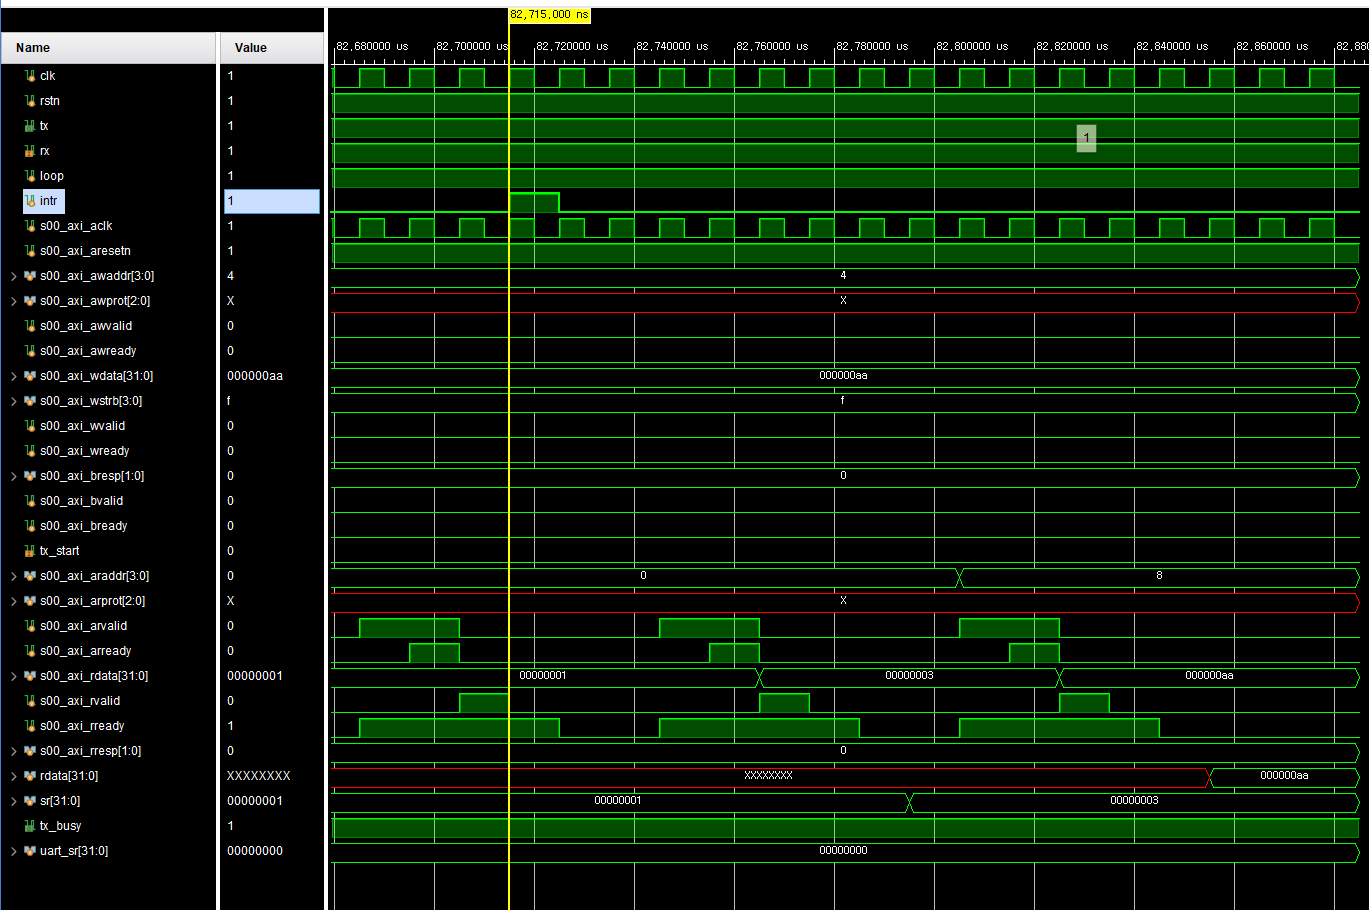 82,715,000 ns
Name Value 82,680000 us 82,700000 us 82,720000 us 82,740000 us 82,760000 us 82,780000 us 82,800000 us 82,820000 us 82,840000 us 82,860000 us 82,88
clk 1
rstn 1
tx 1
1
rx 1
loop 1
intr 1
s00_axi_aclk 1
s00_axi_aresetn 1
s00_axi_awaddr[3:0] 4 4
s00_axi_awprot[2:0] X X
s00_axi_awvalid 0
s00_axi_awready 0
s00_axi_wdata[31:0] 000000aa 000000aa
s00_axi_wstrb[3:0] f f
s00_axi_wvalid 0
s00_axi_wready 0
s00_axi_bresp[1:0] 0 0
s00_axi_bvalid 0
s00_axi_bready 0
tx_start 0
s00_axi_araddr[3:0] 0 0 8
s00_axi_arprot[2:0] X X
s00_axi_arvalid 0
s00_axi_arready 0
s00_axi_rdata[31:0] 00000001 00000001 00000003 000000aa
s00_axi_rvalid 0
s00_axi_rready 1
s00_axi_rresp[1:0] 0 0
rdata[31:0] XXXXXXXX XXXXXXXX 000000aa
sr[31:0] 00000001 00000001 00000003
tx_busy 1
uart_sr[31:0] 00000000 00000000